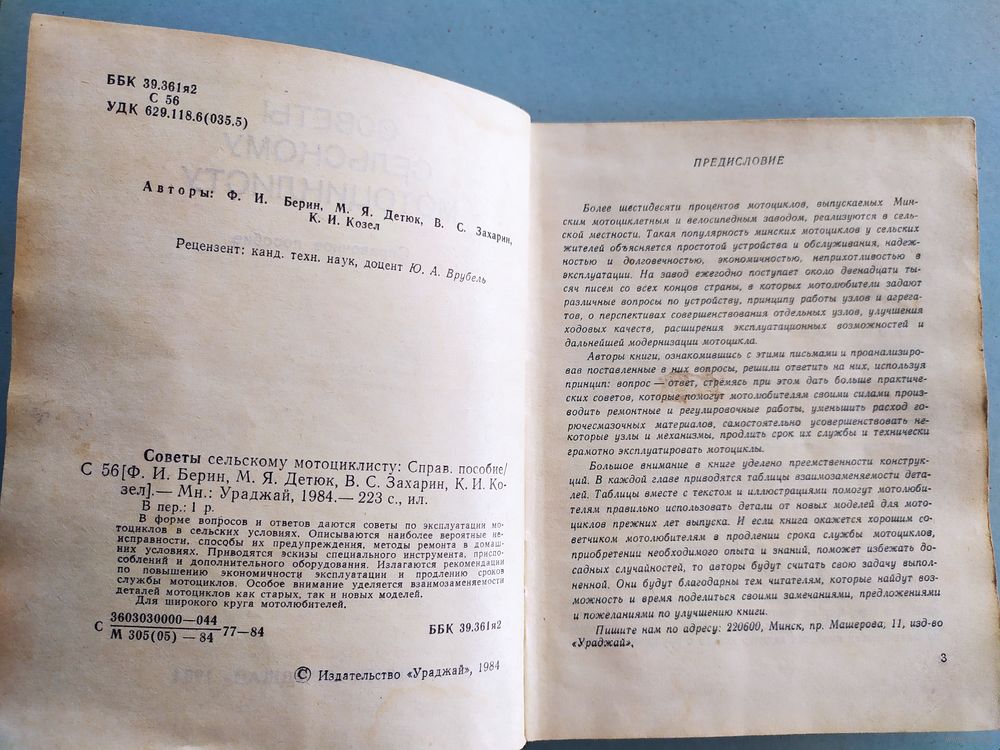 ББК 39.361я2
С 56
УДК 629.118.6(035.5)
Авторы: Ф. И. Берин, М. Я. Детюк, В. С. Захарин,
К. И. Козел
Рецензент: канд. техн. наук, доцент Ю. А. Врубель
Советы сельскому мотоциклисту: Справ. пособие/
С 56 [Ф. И. Берин, М. Я. Детюк, В. С. Захарин, К. И. Ко-
зел].— Мн.: Ураджай, 1984.— 223 с., ил.
В пер.: 1 р.
В форме вопросов и ответов даются советы по эксплуатации мо-
тоциклов в сельских условиях. Описываются наиболее вероятные не-
исправности, способы их предупреждения, методы ремонта в домаш-
них условиях. Приводятся эскизы специального инструмента, приспо-
соблений и дополнительного оборудования. Излагаются рекомендации
по повышению экономичности эксплуатации и продлению сроков
службы мотоциклов. Особое внимание уделяется взаимозаменяемости
деталей мотоциклов как старых, так и новых моделей.
Для широкого круга мотолюбителей.
С 3603030000—044
М 305(05) — 84 77—84
ББК 39.361я2
© Издательство «Ураджай», 1984
ПРЕДИСЛОВИЕ
Более шестидесяти процентов мотоциклов, выпускаемых Мин-
ским мотоциклетным и велосипедным заводом, реализуются в сель-
ской местности. Такая популярность минских мотоциклов у сельских
жителей объясняется простотой устройства и обслуживания, надеж-
ностью и долговечностью, экономичностью, неприхотливостью в
эксплуатации. На завод ежегодно поступает около двенадцати ты-
сяч писем со всех концов страны, в которых мотолюбители задают
различные вопросы по устройству, принципу работы узлов и агрега-
тов, о перспективах совершенствования отдельных узлов, улучшения
ходовых качеств, расширения эксплуатационных возможностей и
дальнейшей модернизации мотоцикла.
Авторы книги, ознакомившись с этими письмами и проанализиро-
вав поставленные в них вопросы, решили ответить на них, используя
принцип: вопрос — ответ, стремясь при этом дать больше практиче-
ских советов, которые помогут мотолюбителям своими силами произ-
водить ремонтные и регулировочные работы, уменьшить расход го-
рючесмазочных материалов, самостоятельно усовершенствовать не-
которые узлы и механизмы, продлить срок их службы и технически
грамотно эксплуатировать мотоциклы.
Большое внимание в книге уделено преемственности конструк-
ций. В каждой главе приводятся таблицы взаимозаменяемости дета-
лей. Таблицы вместе с текстом и иллюстрациями помогут мотолюби-
телям правильно использовать детали от новых моделей для мото-
циклов прежних лет выпуска. И если книга окажется хорошим со-
ветчиком мотолюбителям в продлении срока службы мотоциклов,
приобретении необходимого опыта и знаний, поможет избежать до-
садных случайностей, то авторы будут считать свою задачу выпол-
ненной. Они будут благодарны тем читателям, которые найдут воз-
можность и время поделиться своими замечаниями, предложениями
и пожеланиями по улучшению книги.
Пишите нам по адресу: 220600, Минск, пр. Машерова, 11, изд-во
«Ураджай».
3